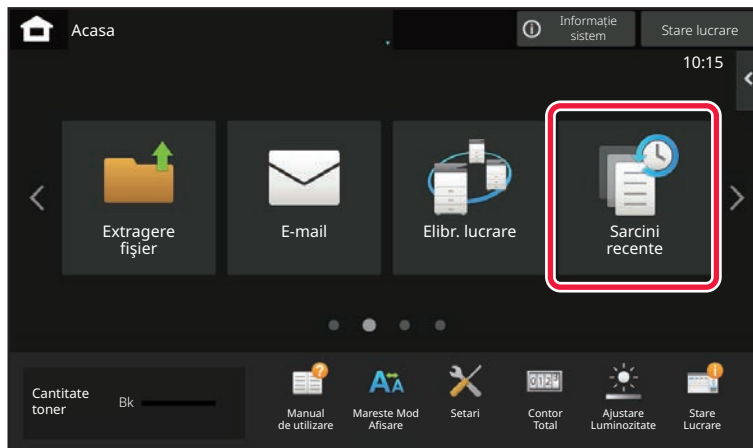 Acasa
Informație
sistem
Stare lucrare
10:15
Extragere
fişier
E-mail
Elibr. lucrare
Sarcini
recente
Cantitate
toner
Bk
Manual
de utilizare
Mareste Mod
Afisare
Setari
Contor
Total
Ajustare
Luminozitate
Stare
Lucrare